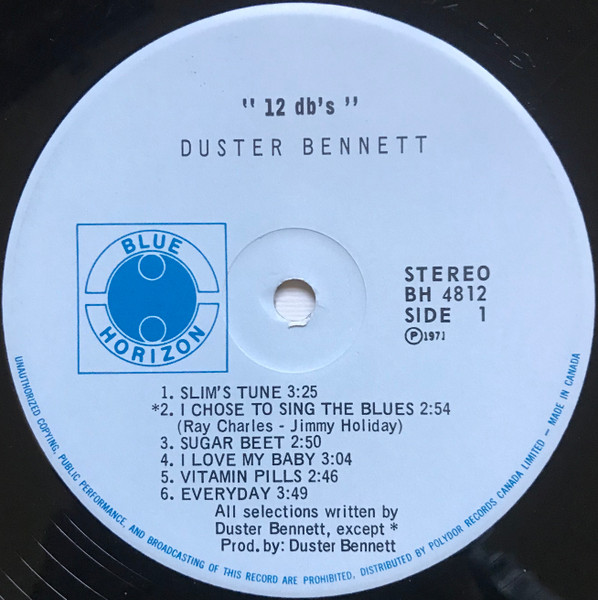 " 12 db's "
DUSTER BENNETT
BLUE
HORIZON
STEREO
BH 4812
SIDE 1
Ⓟ1971
1. SLIM'S TUNE 3:25
*2. I CHOSE TO SING THE BLUES 2:54
(Ray Charles - Jimmy Holiday)
3. SUGAR BEET 2:50
4. I LOVE MY BABY 3:04
5. VITAMIN PILLS 2:46
6. EVERYDAY 3:49
All selections written by
Duster Bennett, except *
Prod. by: Duster Bennett
UNAUTHORIZED COPYING, PUBLIC PERFORMANCE, AND BROADCASTING OF THIS RECORD ARE PROHIBITED. DISTRIBUTED BY POLYDOR RECORDS CANADA LIMITED — MADE IN CANADA